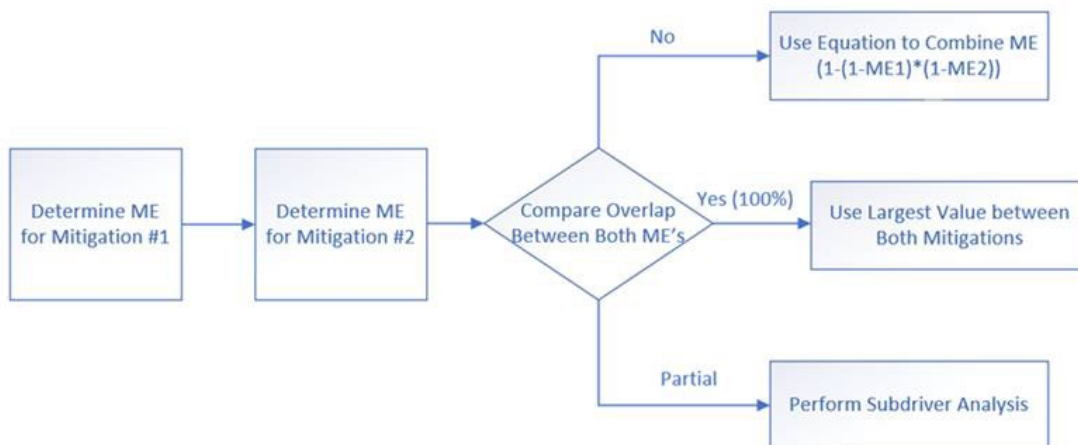 Determine ME
for Mitigation #1
Determine ME
for Mitigation #2
Compare Overlap
Between Both ME's
No
Use Equation to Combine ME
(1-(1-ME1)*(1-ME2))
Yes (100%)
Use Largest Value between
Both Mitigations
Partial
Perform Subdriver Analysis